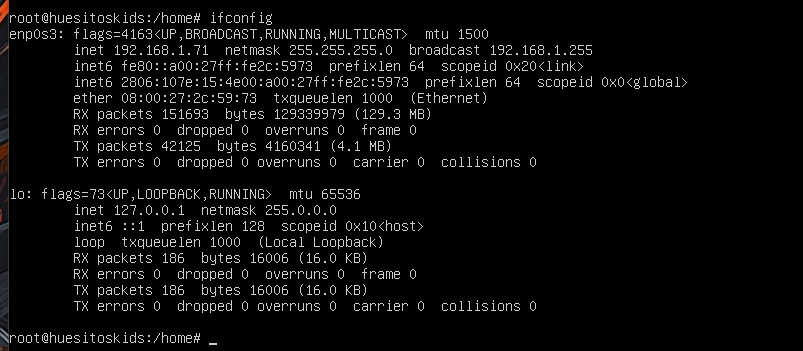 root@huesitoskids:/home# ifconfig
enp0s3: flags=4163<UP,BROADCAST,RUNNING,MULTICAST>  mtu 1500
        inet 192.168.1.71  netmask 255.255.255.0  broadcast 192.168.1.255
        inet6 fe80::a00:27ff:fe2c:5973  prefixlen 64  scopeid 0x20<link>
        inet6 2806:107e:15:4e00:a00:27ff:fe2c:5973  prefixlen 64  scopeid 0x0<global>
        ether 08:00:27:2c:59:73  txqueuelen 1000  (Ethernet)
        RX packets 151693  bytes 129339979 (129.3 MB)
        RX errors 0  dropped 0  overruns 0  frame 0
        TX packets 42125  bytes 4160341 (4.1 MB)
        TX errors 0  dropped 0 overruns 0  carrier 0  collisions 0

lo: flags=73<UP,LOOPBACK,RUNNING>  mtu 65536
        inet 127.0.0.1  netmask 255.0.0.0
        inet6 ::1  prefixlen 128  scopeid 0x10<host>
        loop  txqueuelen 1000  (Local Loopback)
        RX packets 186  bytes 16006 (16.0 KB)
        RX errors 0  dropped 0  overruns 0  frame 0
        TX packets 186  bytes 16006 (16.0 KB)
        TX errors 0  dropped 0 overruns 0  carrier 0  collisions 0

root@huesitoskids:/home# _